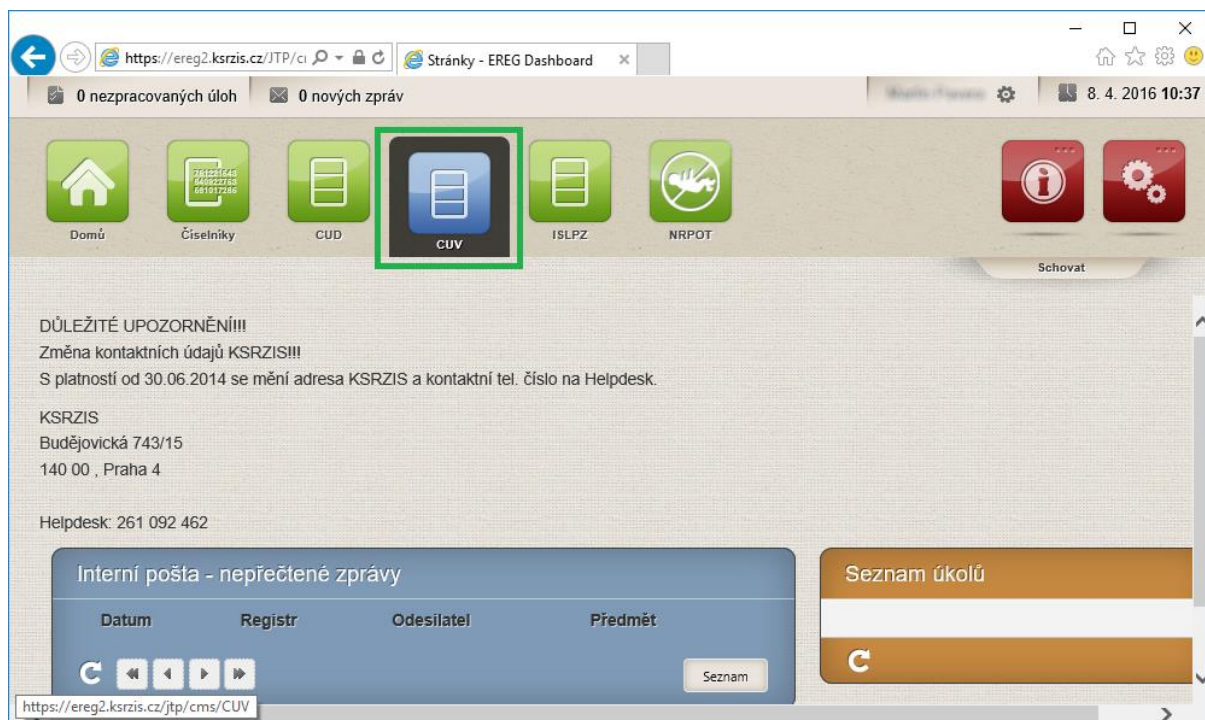 https://ereg2.ksrzis.cz/JTP/ci
Stránky - EREG Dashboard
0 nezpracovaných úloh
0 nových zpráv
8. 4. 2016 10:37
Domů
Číselníky
CUD
CUV
ISLPZ
NRPOT
Schovat
DŮLEŽITÉ UPOZORNĚNÍ!!!
Změna kontaktních údajů KSRZIS!!!
S platností od 30.06.2014 se mění adresa KSRZIS a kontaktní tel. číslo na Helpdesk.
KSRZIS
Budějovická 743/15
140 00 , Praha 4
Helpdesk: 261 092 462
Interní pošta - nepřečtené zprávy
Seznam úkolů
Datum Registr Odesílatel Předmět
Seznam
https://ereg2.ksrzis.cz/jtp/cms/CUV